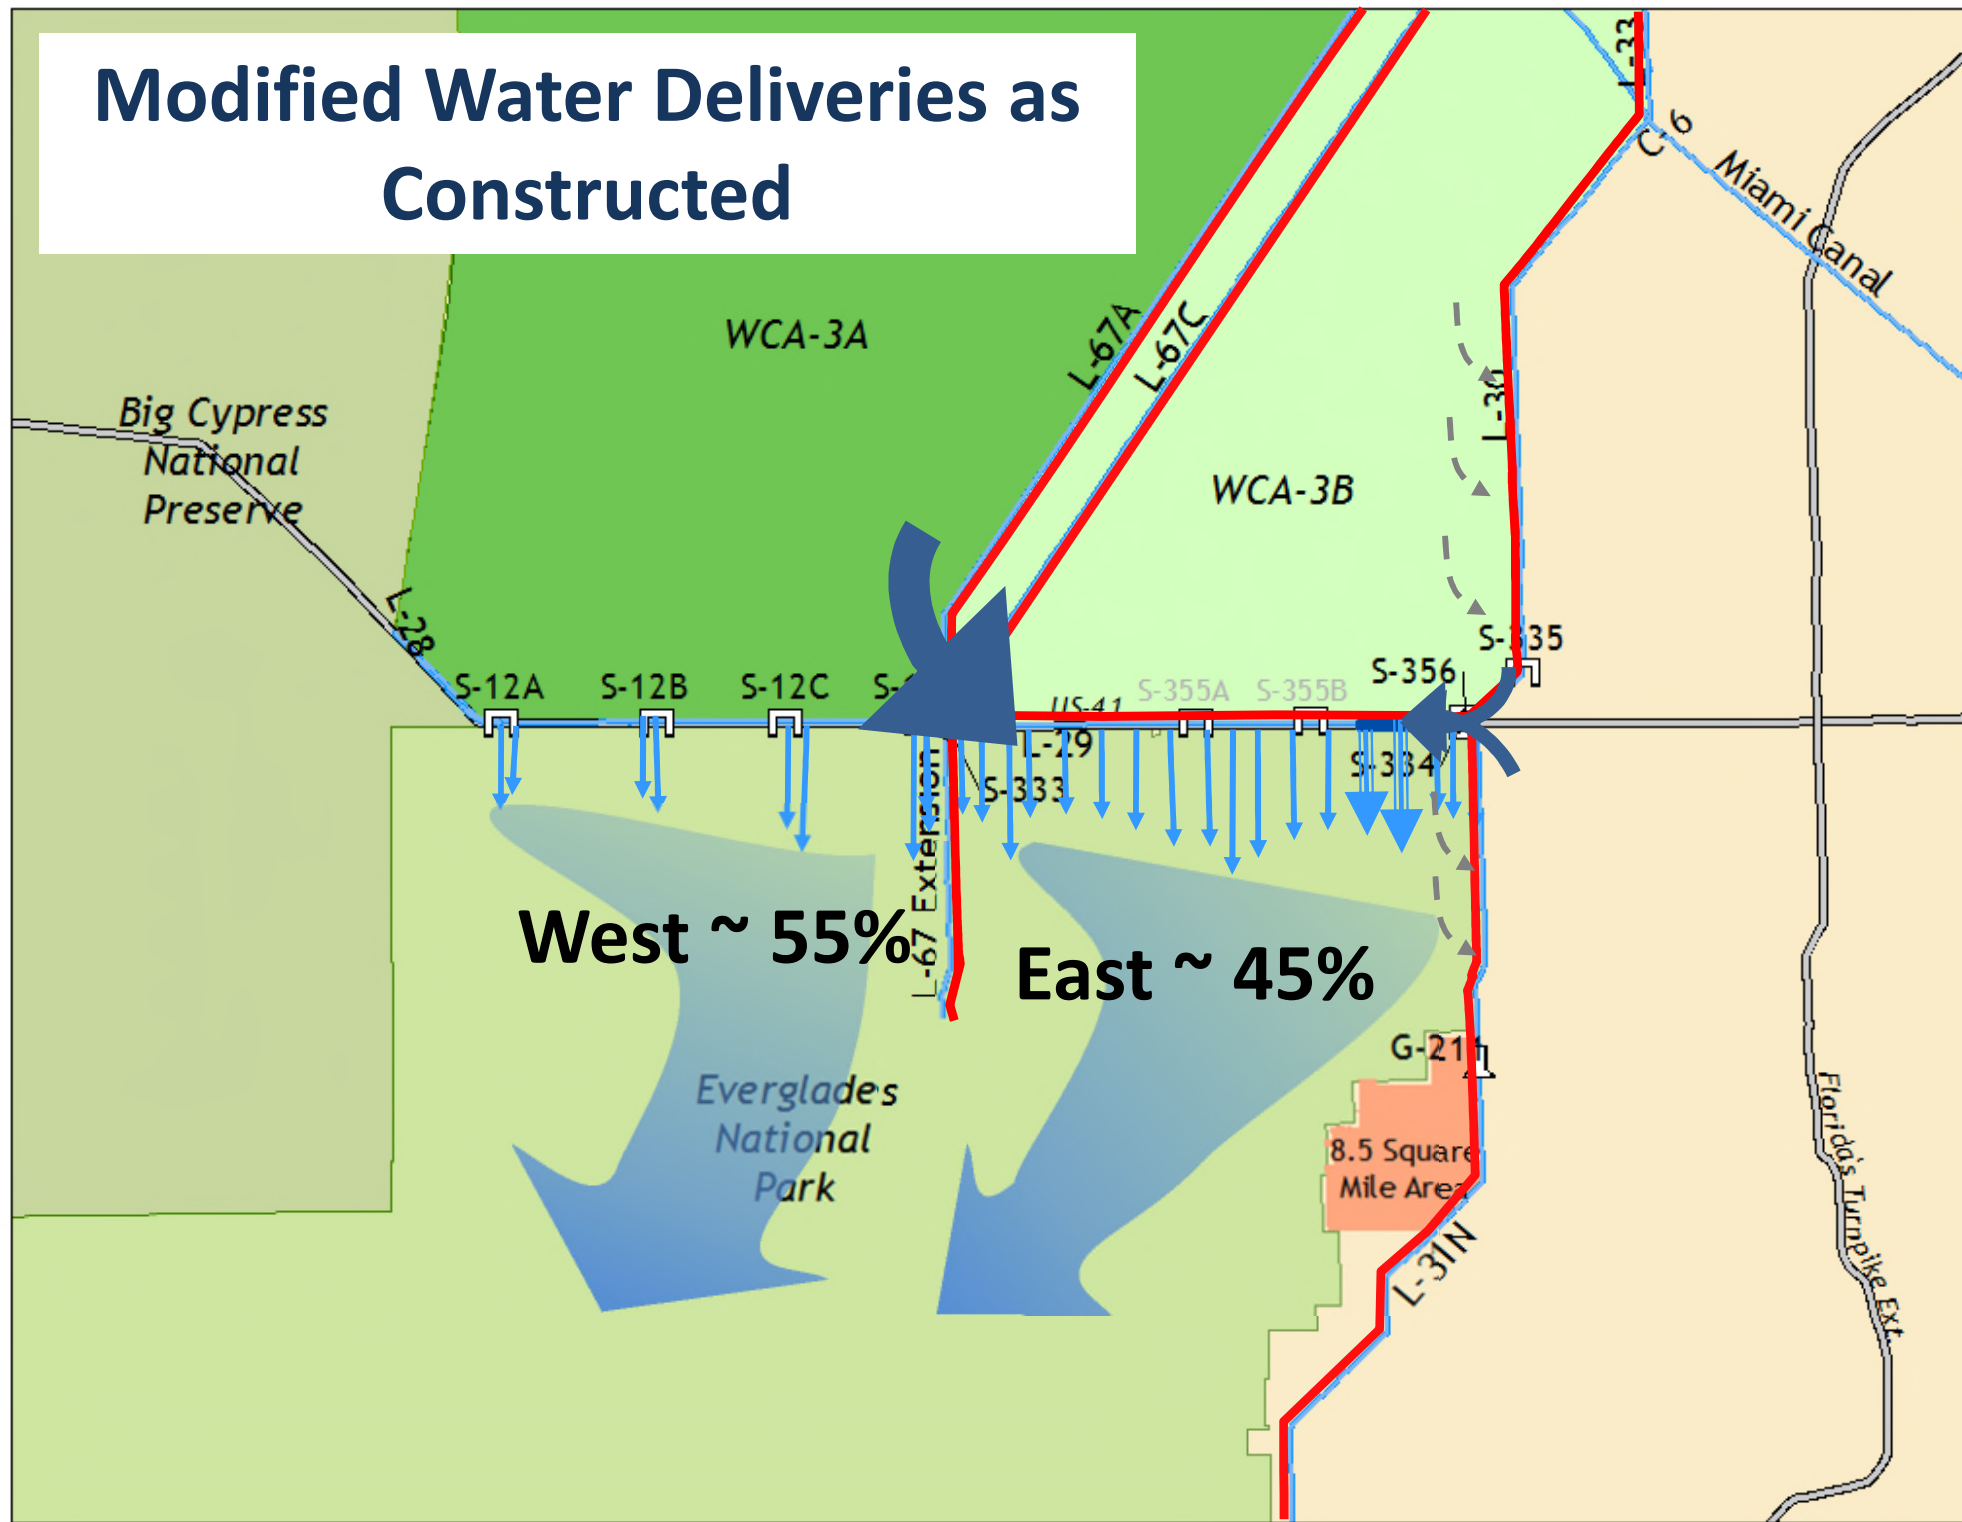 Modified Water Deliveries as
Constructed
L-33
C-6
Miami Canal
WCA-3A
L-67A
L-67C
L-30
Big Cypress
National
Preserve
WCA-3B
L-28
S-335
S-356
S-12A
S-12B
S-12C
US-41
S-355A
S-355B
L-29
S-334
S-333
L-67 Extension
West ~ 55%
East ~ 45%
G-211
Everglades
National
Park
8.5 Square
Mile Area
L-31N
Florida's Turnpike Ext.